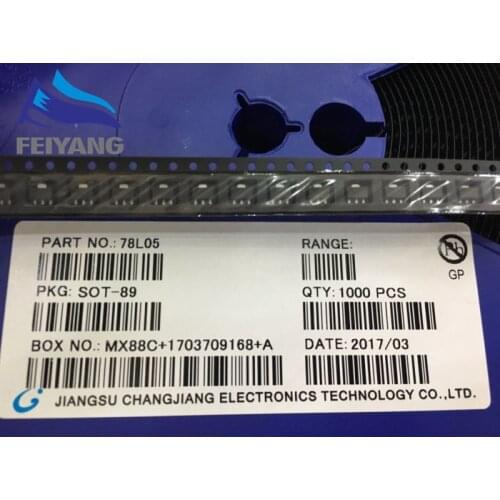 FEIYANG
PART NO.: 78L05
RANGE:
Pb
GP
PKG: SOT-89
QTY: 1000 PCS
BOX NO.: MX88C+1703709168+A
DATE: 2017/03
JIANGSU CHANGJIANG ELECTRONICS TECHNOLOGY CO.,LTD.